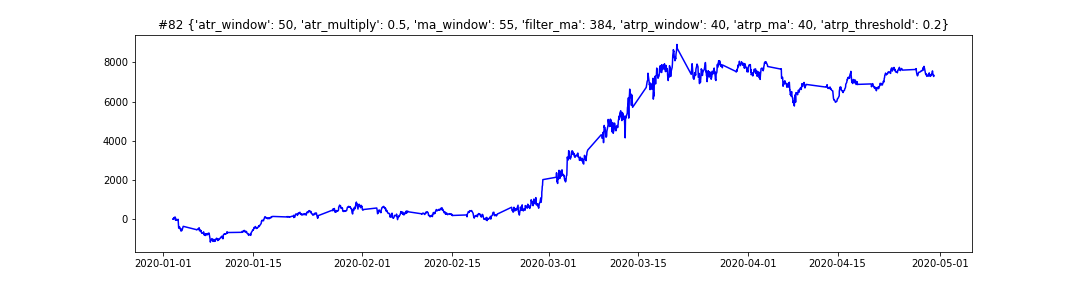 #82 {'atr_window': 50, 'atr_multiply': 0.5, 'ma_window': 55, 'filter_ma': 384, 'atrp_window': 40, 'atrp_ma': 40, 'atrp_threshold': 0.2}
8000
6000
4000
2000
0
2020-01-01 2020-01-15 2020-02-01 2020-02-15 2020-03-01 2020-03-15 2020-04-01 2020-04-15 2020-05-01